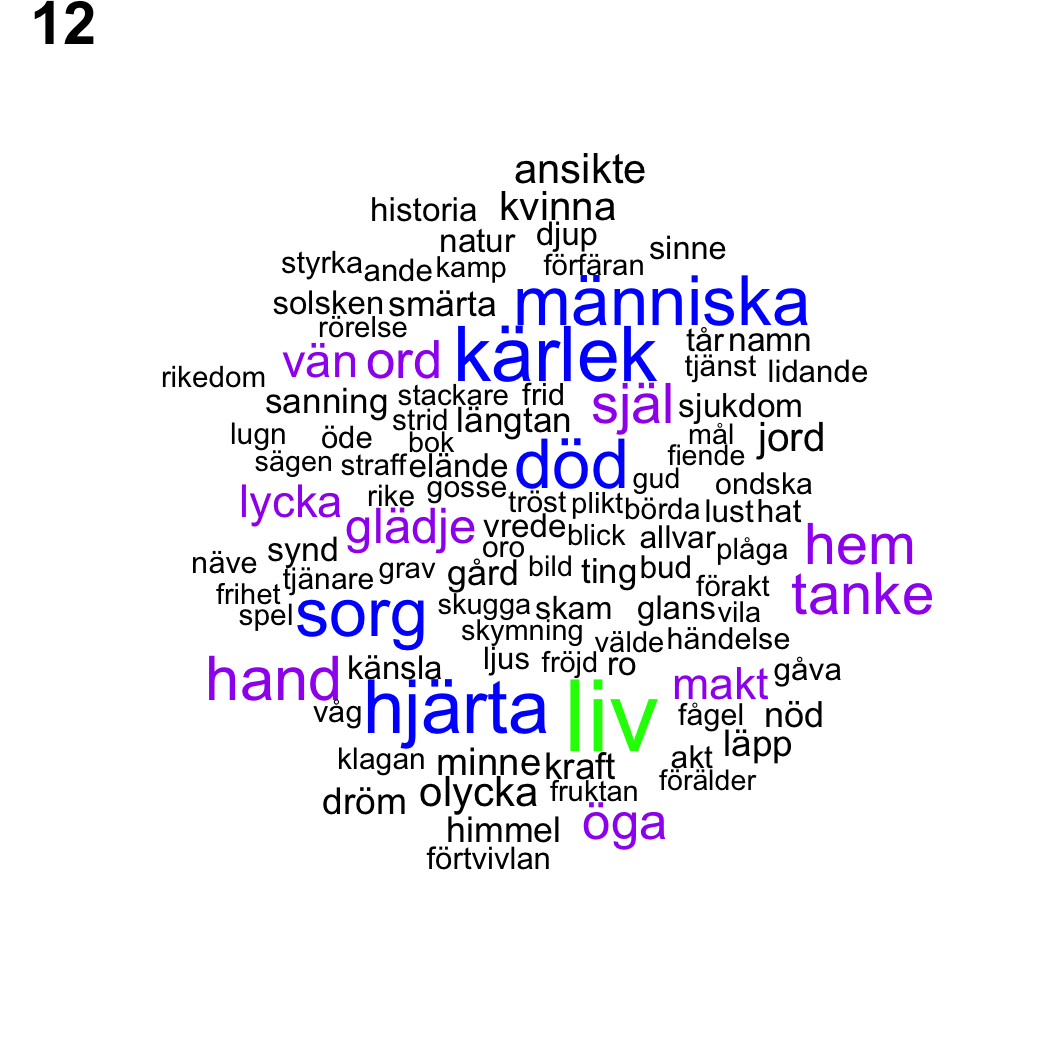 12
ansikte
historia kvinna
natur djup sinne
styrka ande kamp förfäran
solsken smärta människa
rörelse
vän ord kärlek tår namn
rikedom tjänst lidande
sanning stackare frid själ sjukdom
strid längtan
lugn öde bok mål jord
sägen straff elände död fiende
gud ondska
lycka rike gosse tröst plikt börda lust hat
glädje vrede blick allvar hem
näve synd oro plåga
tjänare grav gård bild ting bud förakt tanke
frihet
spel sorg skugga skam glans vila
skymning välde händelse
hand känsla ljus fröjd ro makt gåva
våg hjärta liv fågel nöd
klagan minne kraft akt läpp
förälder
dröm olycka fruktan
himmel öga
förtvivlan